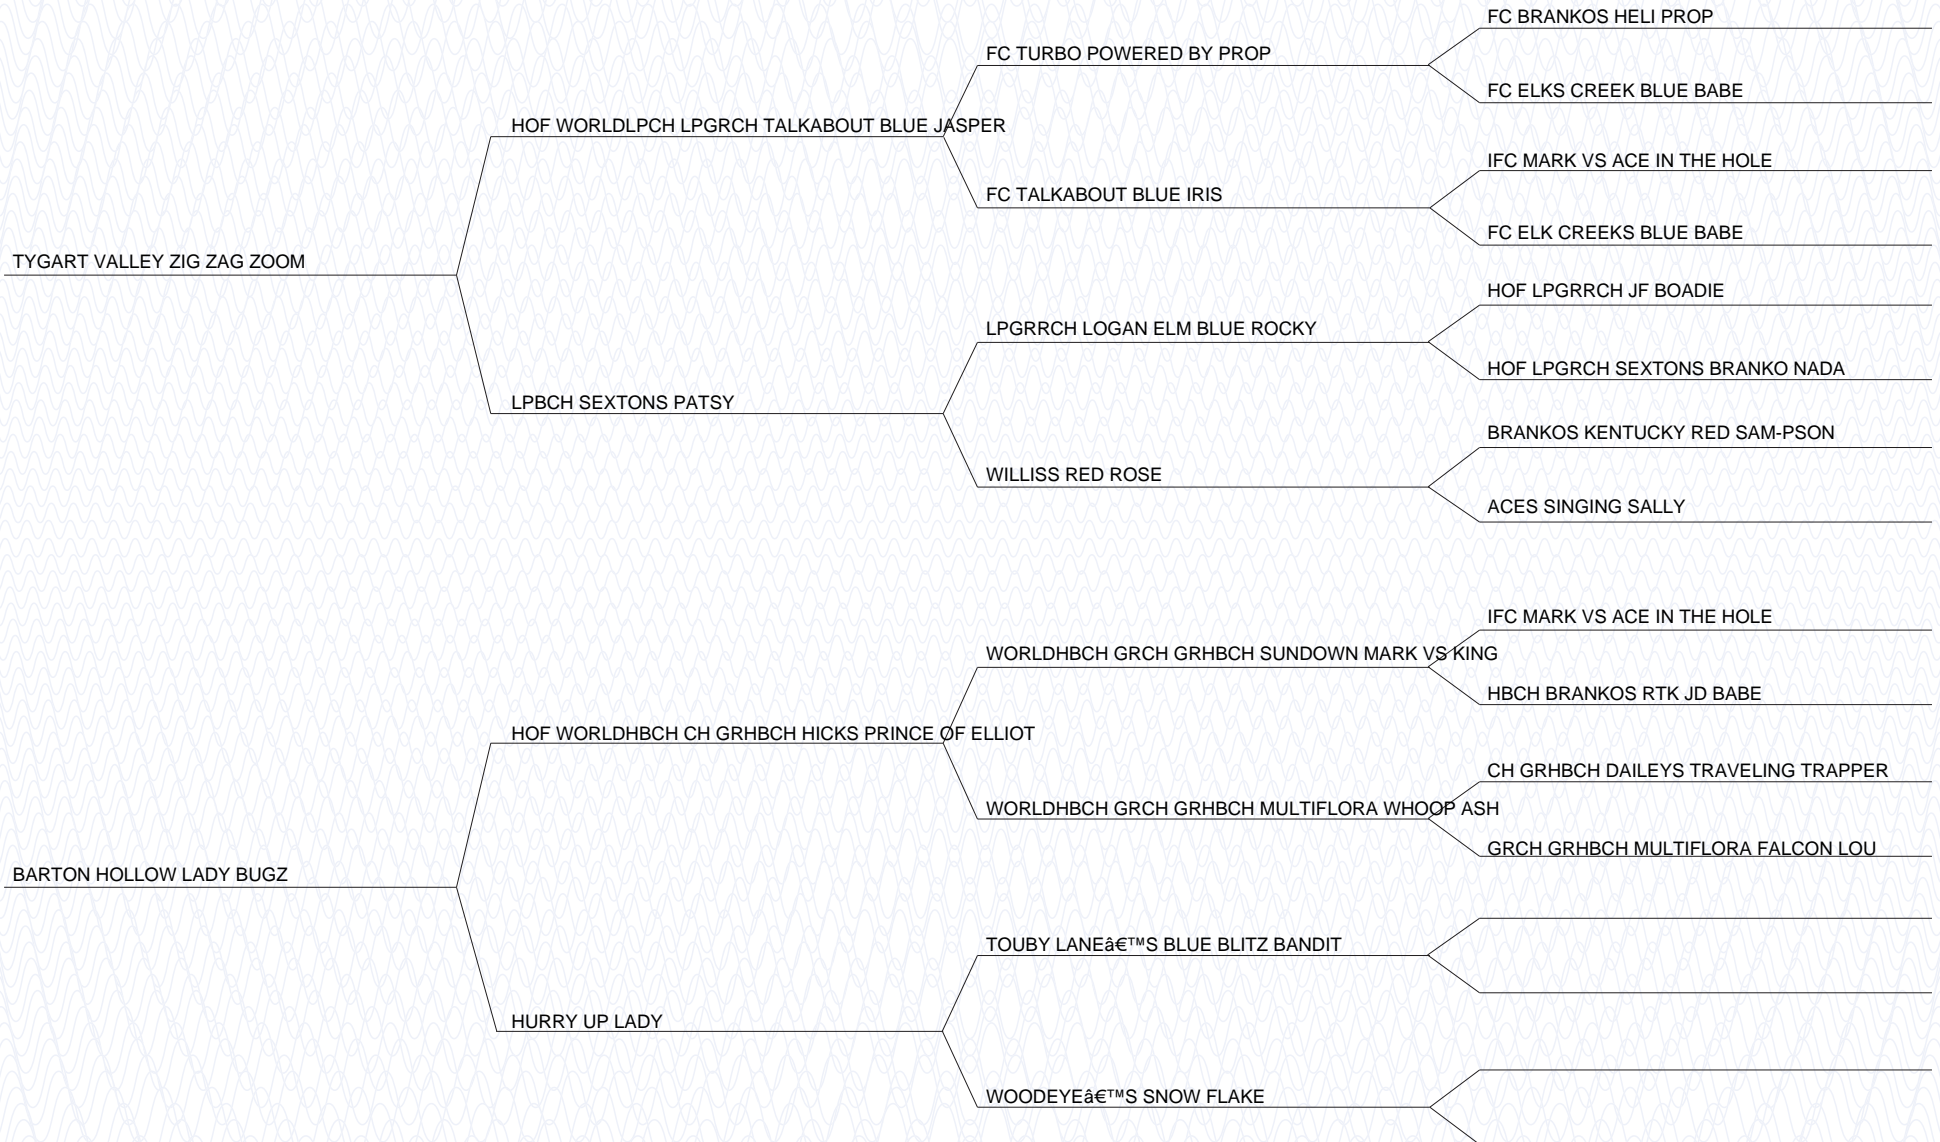 FC BRANKOS HELI PROP
FC TURBO POWERED BY PROP
FC ELKS CREEK BLUE BABE
HOF WORLDLPCH LPGRCH TALKABOUT BLUE JASPER
IFC MARK VS ACE IN THE HOLE
FC TALKABOUT BLUE IRIS
FC ELK CREEKS BLUE BABE
TYGART VALLEY ZIG ZAG ZOOM
HOF LPGRRCH JF BOADIE
LPGRRCH LOGAN ELM BLUE ROCKY
HOF LPGRCH SEXTONS BRANKO NADA
LPBCH SEXTONS PATSY
BRANKOS KENTUCKY RED SAM-PSON
WILLISS RED ROSE
ACES SINGING SALLY
IFC MARK VS ACE IN THE HOLE
WORLDHBCH GRCH GRHBCH SUNDOWN MARK VS KING
HBCH BRANKOS RTK JD BABE
HOF WORLDHBCH CH GRHBCH HICKS PRINCE OF ELLIOT
CH GRHBCH DAILEYS TRAVELING TRAPPER
WORLDHBCH GRCH GRHBCH MULTIFLORA WHOOP ASH
GRCH GRHBCH MULTIFLORA FALCON LOU
BARTON HOLLOW LADY BUGZ
TOUBY LANEâ€™S BLUE BLITZ BANDIT
HURRY UP LADY
WOODEYEâ€™S SNOW FLAKE